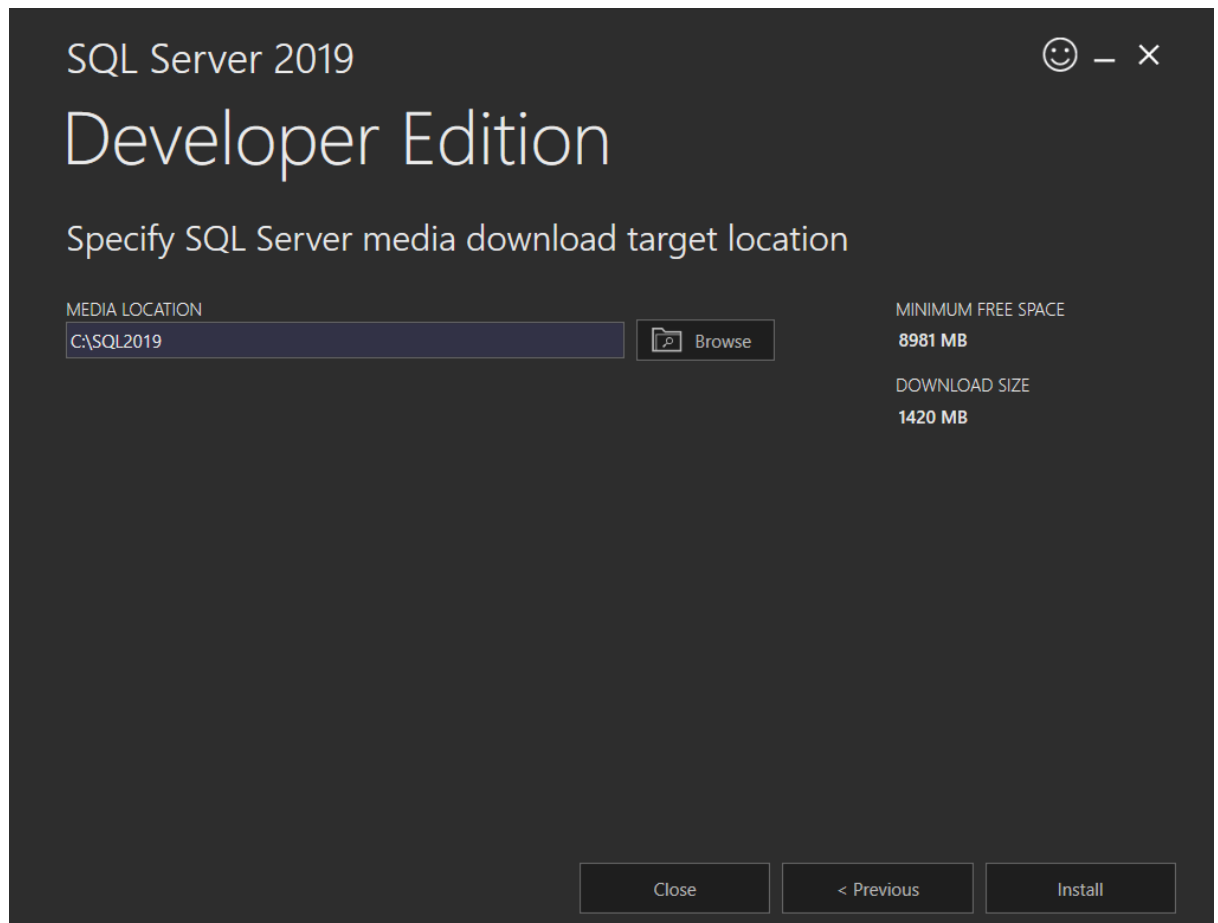 SQL Server 2019
Developer Edition
Specify SQL Server media download target location
MEDIA LOCATION
C:\SQL2019
Browse
MINIMUM FREE SPACE
8981 MB
DOWNLOAD SIZE
1420 MB
Close
< Previous
Install